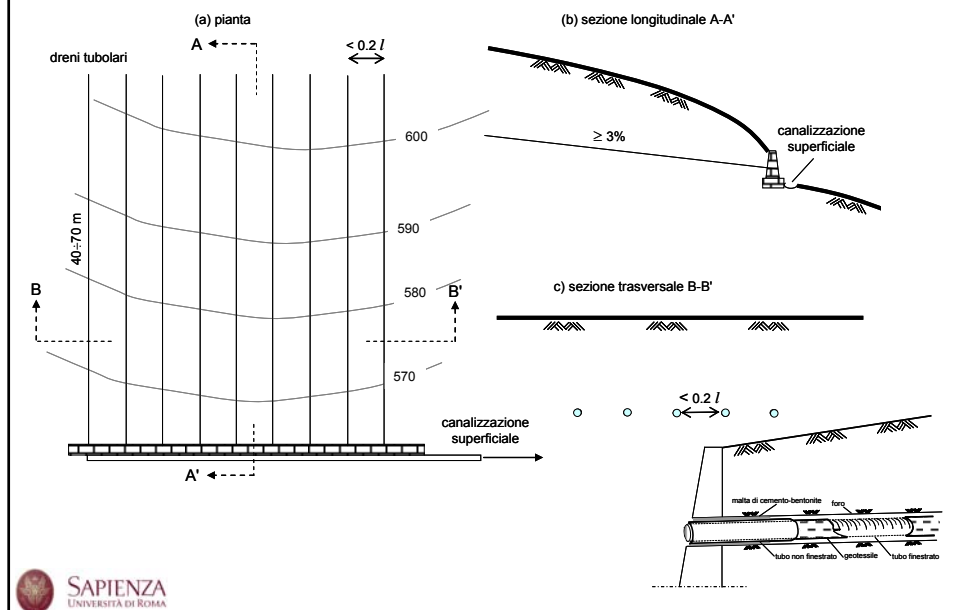 (a) pianta
A
< 0.2 l
dreni tubolari
600
590
40÷70 m
580
B
B'
570
canalizzazione
superficiale
A'
(b) sezione longitudinale A-A'
≥ 3%
canalizzazione
superficiale
c) sezione trasversale B-B'
< 0.2 l
malta di cemento-bentonite
foro
tubo non finestrato
geotessile
tubo finestrato
SAPIENZA
UNIVERSITÀ DI ROMA